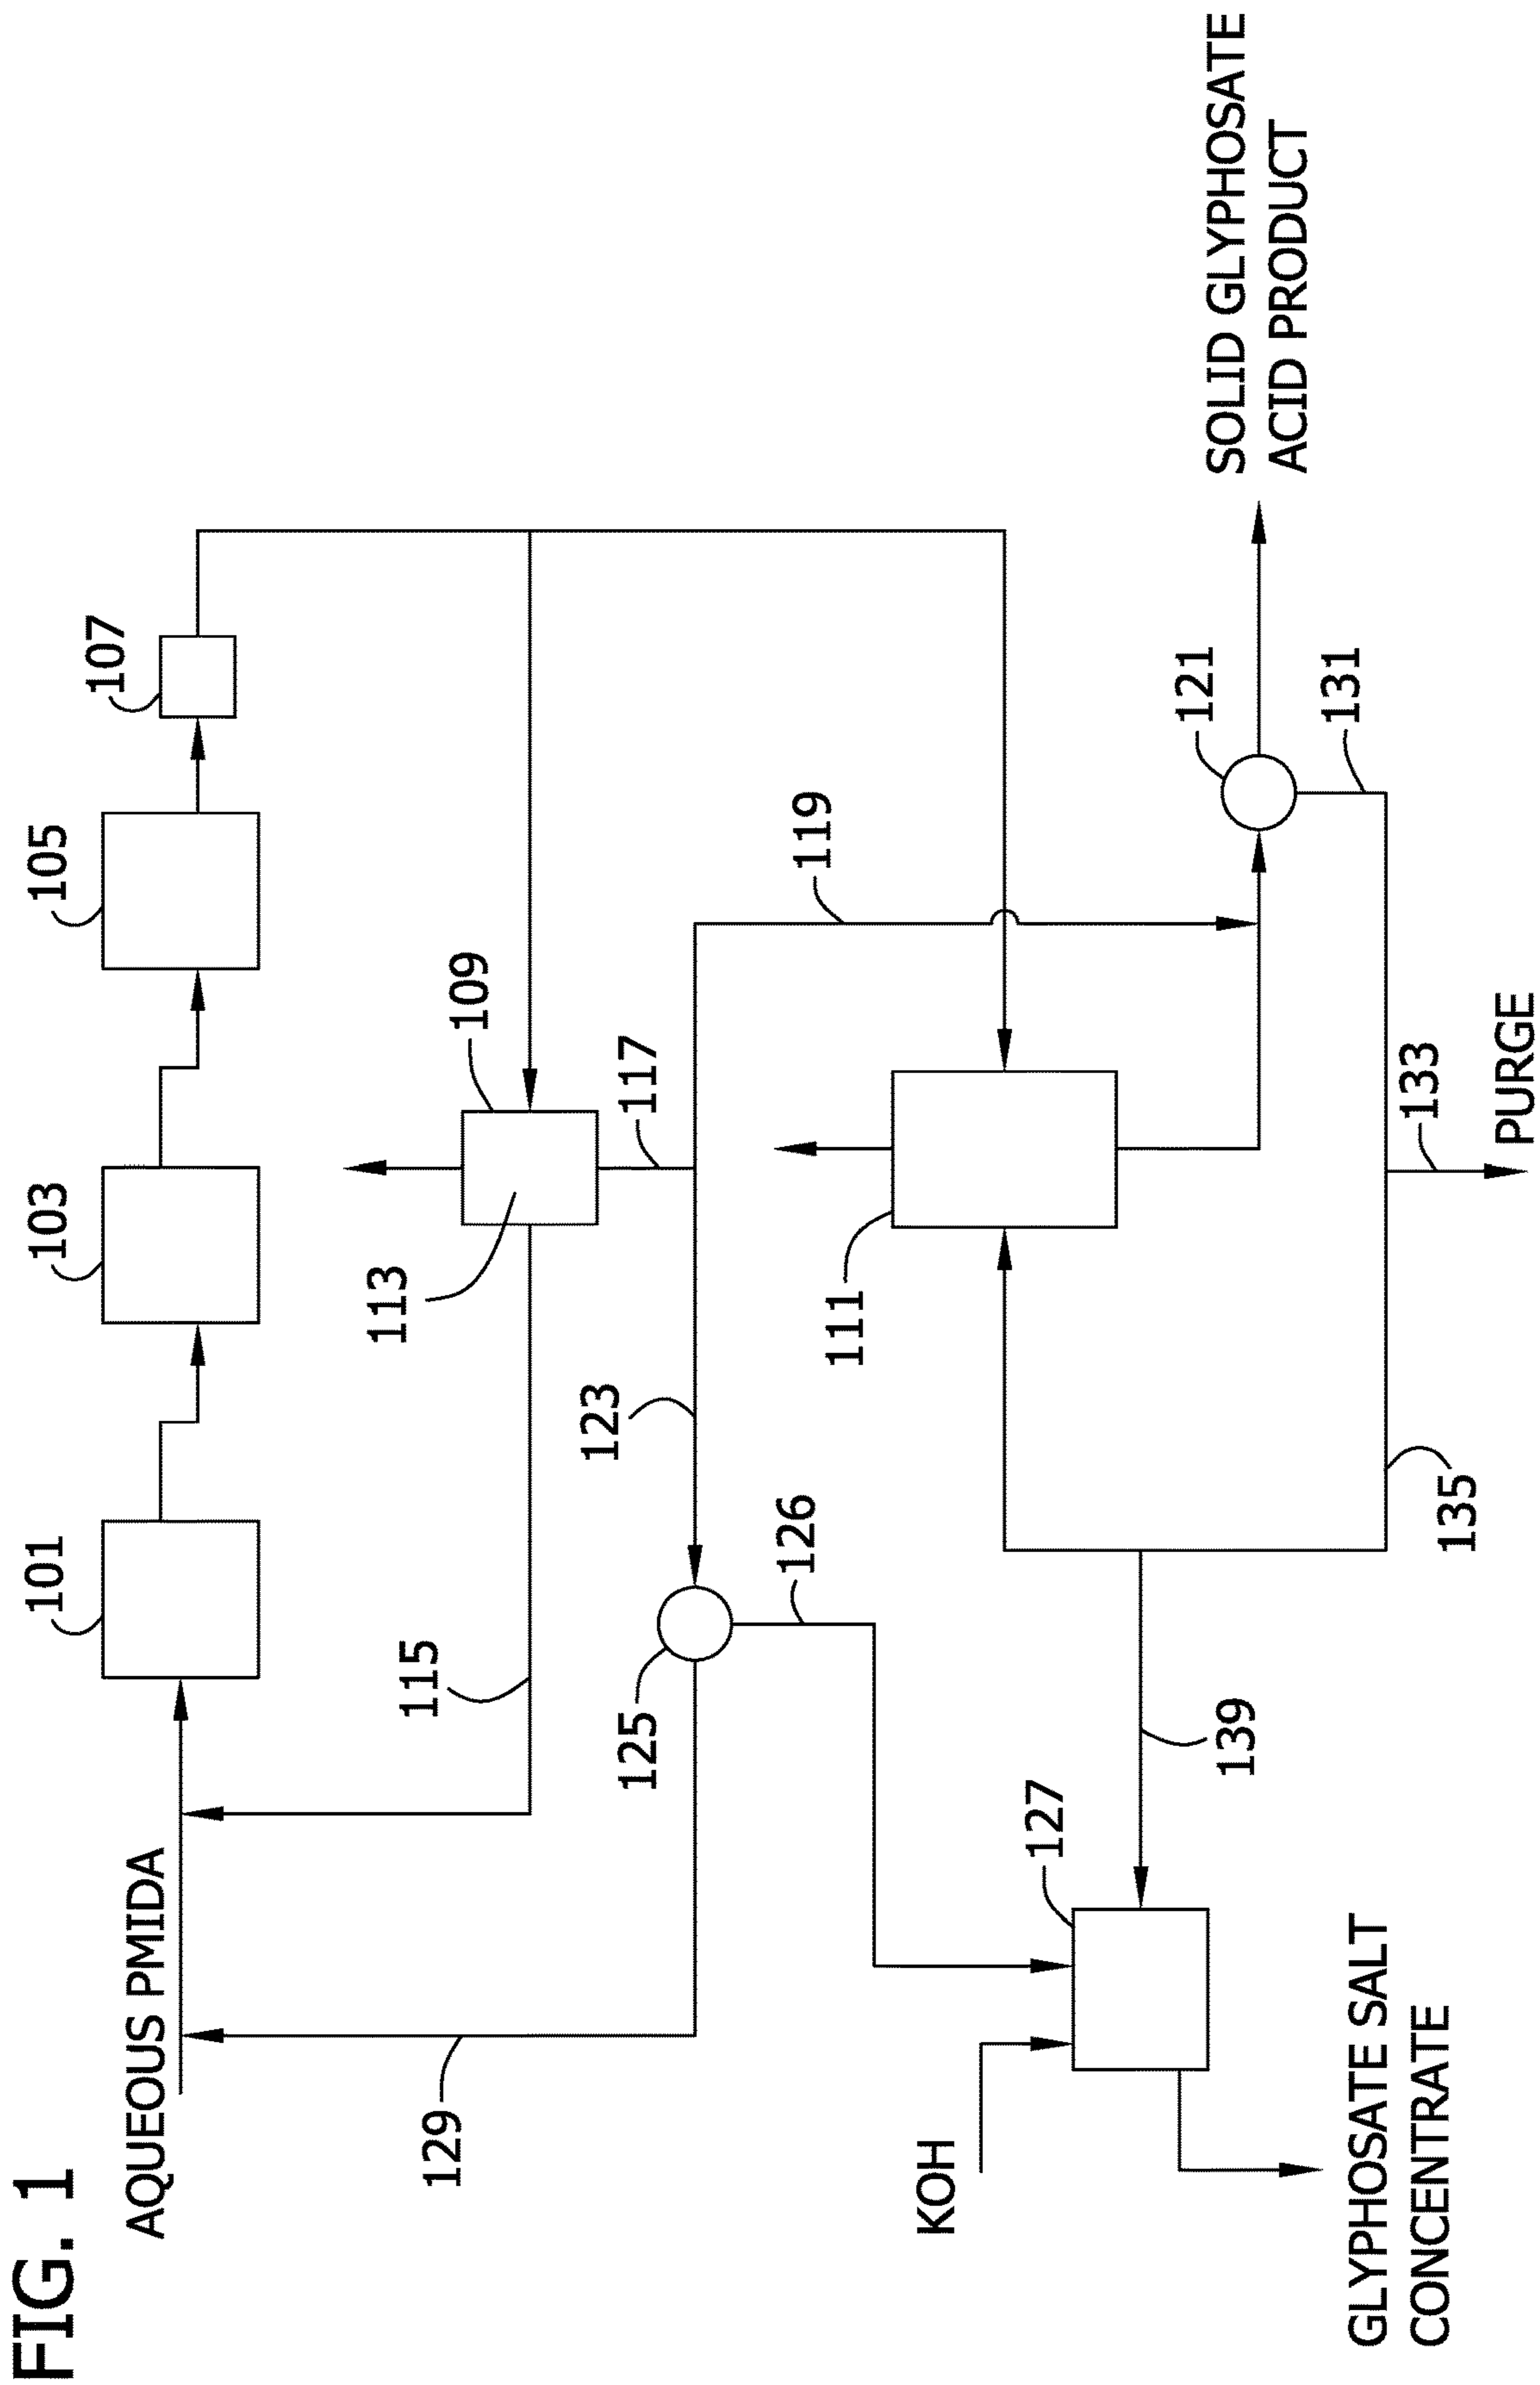 FIG. 1
AQUEOUS PMIDA
101
103
105
107
109
113
115
117
119
123
125
126
129
111
121
131
SOLID GLYPHOSATE
ACID PRODUCT
127
139
135
133
PURGE
KOH
GLYPHOSATE SALT
CONCENTRATE